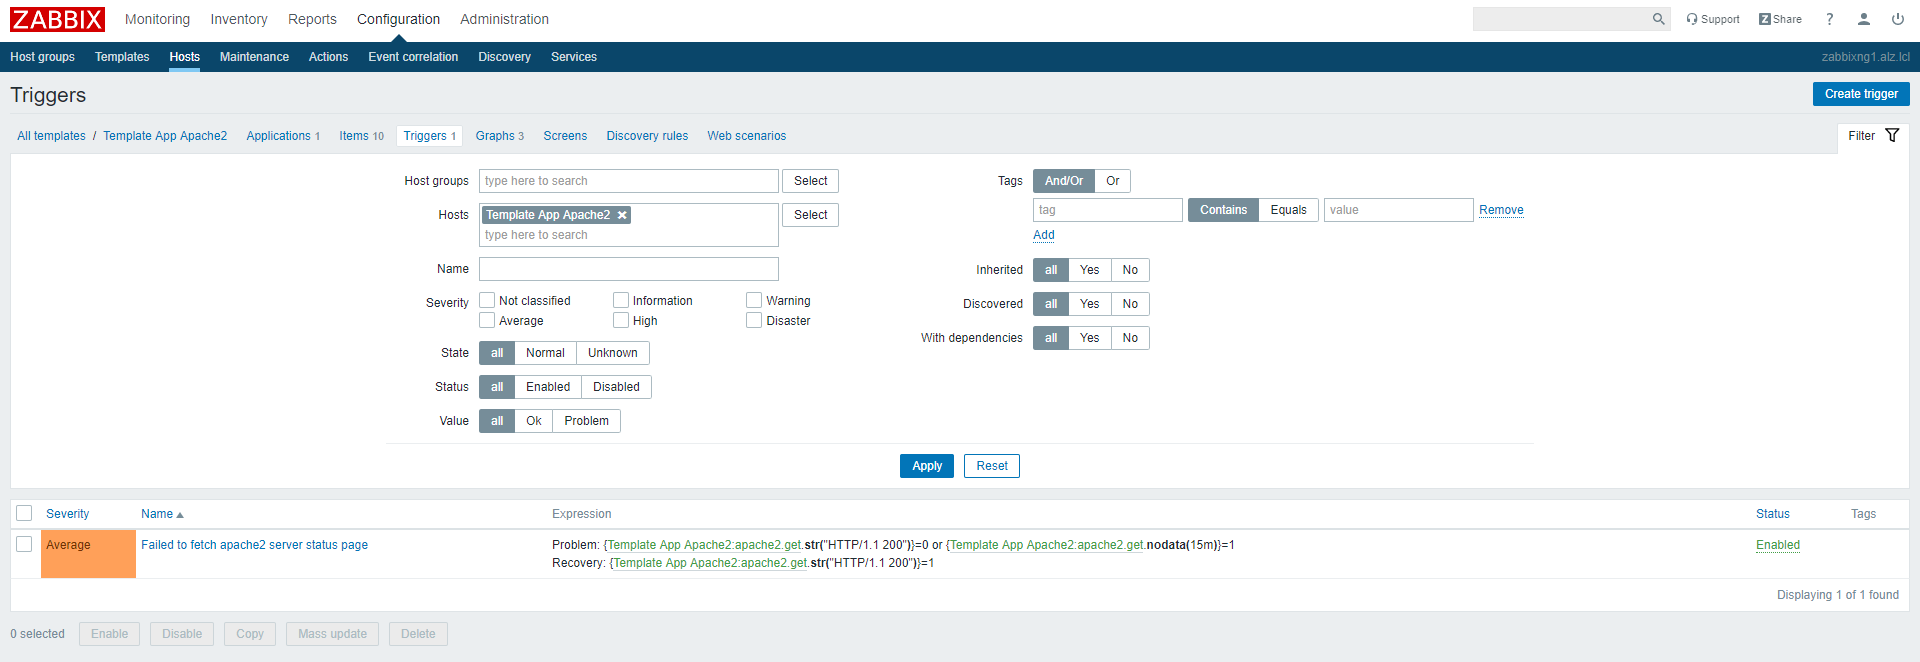 ZABBIX Monitoring Inventory Reports Configuration Administration Support Z Share ?
Host groups Templates Hosts Maintenance Actions Event correlation Discovery Services zabbixng1.alz.lcl
Triggers Create trigger
All templates / Template App Apache2 Applications 1 Items 10 Triggers 1 Graphs 3 Screens Discovery rules Web scenarios Filter
Host groups type here to search Select Tags And/Or Or
Hosts Template App Apache2 Select tag Contains Equals value Remove
type here to search Add
Name Inherited all Yes No
Severity Not classified Information Warning Discovered all Yes No
Average High Disaster
State all Normal Unknown With dependencies all Yes No
Status all Enabled Disabled
Value all Ok Problem
Apply Reset
Severity Name Expression Status Tags
Average Failed to fetch apache2 server status page Problem: {Template App Apache2:apache2.get.str("HTTP/1.1 200")}=0 or {Template App Apache2:apache2.get.nodata(15m)}=1 Enabled
Recovery: {Template App Apache2:apache2.get.str("HTTP/1.1 200")}=1
Displaying 1 of 1 found
0 selected Enable Disable Copy Mass update Delete